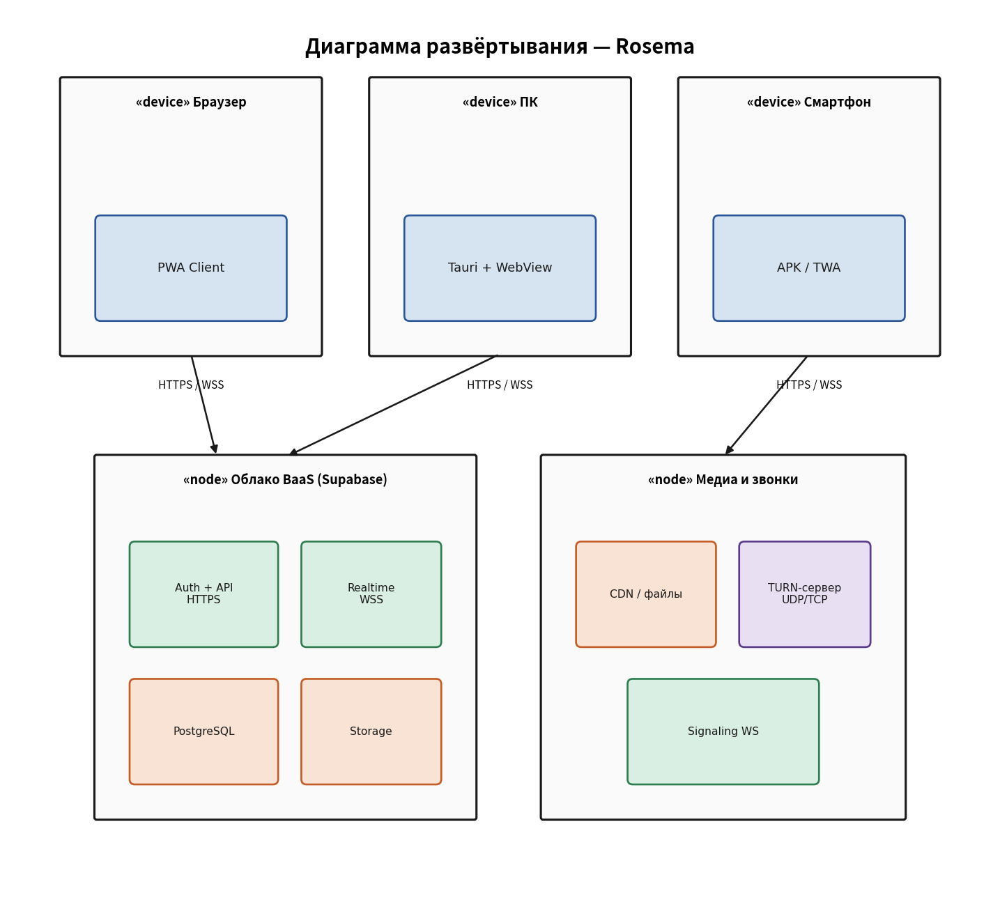 Диаграмма развёртывания — Rosema
«device» Браузер
«device» ПК
«device» Смартфон
PWA Client
Tauri + WebView
APK / TWA
HTTPS / WSS
HTTPS / WSS
HTTPS / WSS
«node» Облако BaaS (Supabase)
«node» Медиа и звонки
Auth + API
HTTPS
Realtime
WSS
CDN / файлы
TURN-сервер
UDP/TCP
PostgreSQL
Storage
Signaling WS